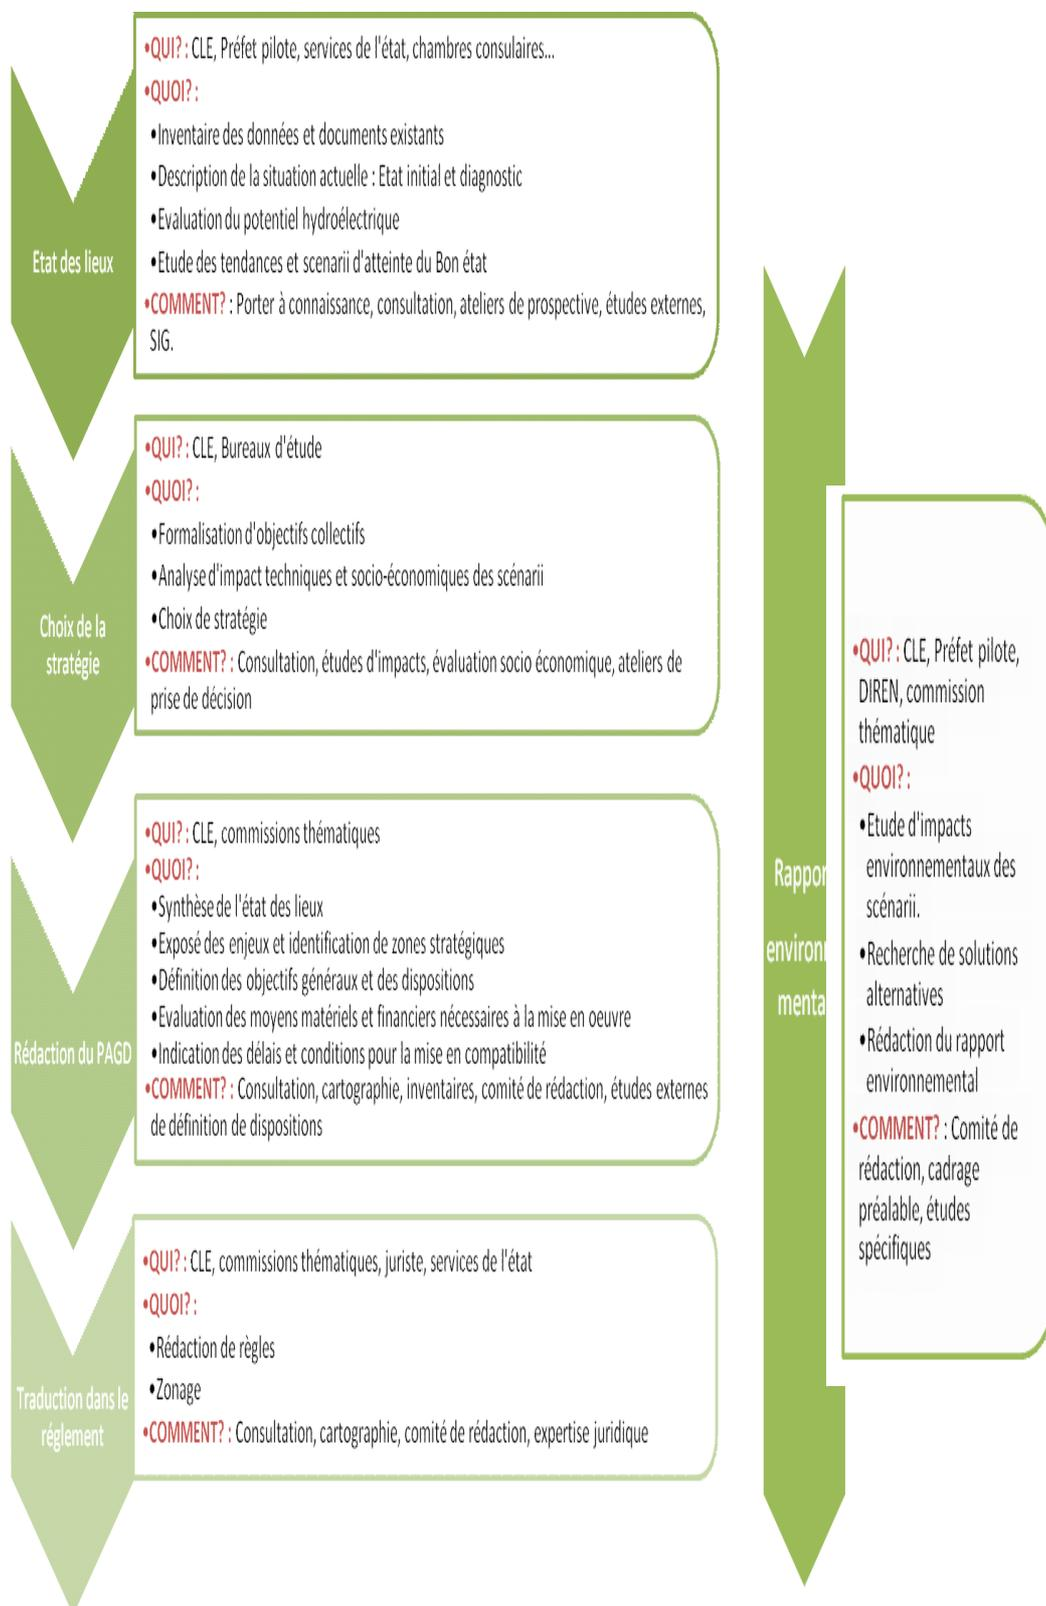 Etat des lieux
•QUI? : CLE, Préfet pilote, services de l'état, chambres consulaires...
•QUOI? :
•Inventaire des données et documents existants
•Description de la situation actuelle : Etat initial et diagnostic
•Evaluation du potentiel hydroélectrique
•Etude des tendances et scenarii d'atteinte du Bon état
•COMMENT? : Porter à connaissance, consultation, ateliers de prospective, études externes,
SIG.
Choix de la
stratégie
•QUI? : CLE, Bureaux d'étude
•QUOI? :
•Formalisation d'objectifs collectifs
•Analyse d'impact techniques et socio-économiques des scénarii
•Choix de stratégie
•COMMENT? : Consultation, études d'impacts, évaluation socio économique, ateliers de
prise de décision
Rédaction du PAGD
•QUI? : CLE, commissions thématiques
•QUOI? :
•Synthèse de l'état des lieux
•Exposé des enjeux et identification de zones stratégiques
•Définition des objectifs généraux et des dispositions
•Evaluation des moyens matériels et financiers nécessaires à la mise en oeuvre
•Indication des délais et conditions pour la mise en compatibilité
•COMMENT? : Consultation, cartographie, inventaires, comité de rédaction, études externes
de définition de dispositions
Traduction dans le
réglement
•QUI? : CLE, commissions thématiques, juriste, services de l'état
•QUOI? :
•Rédaction de règles
•Zonage
•COMMENT? : Consultation, cartographie, comité de rédaction, expertise juridique
Rappor
environ
menta
•QUI? : CLE, Préfet pilote,
DIREN, commission
thématique
•QUOI? :
•Etude d'impacts
environnementaux des
scénarii.
•Recherche de solutions
alternatives
•Rédaction du rapport
environnemental
•COMMENT? : Comité de
rédaction, cadrage
préalable, études
spécifiques